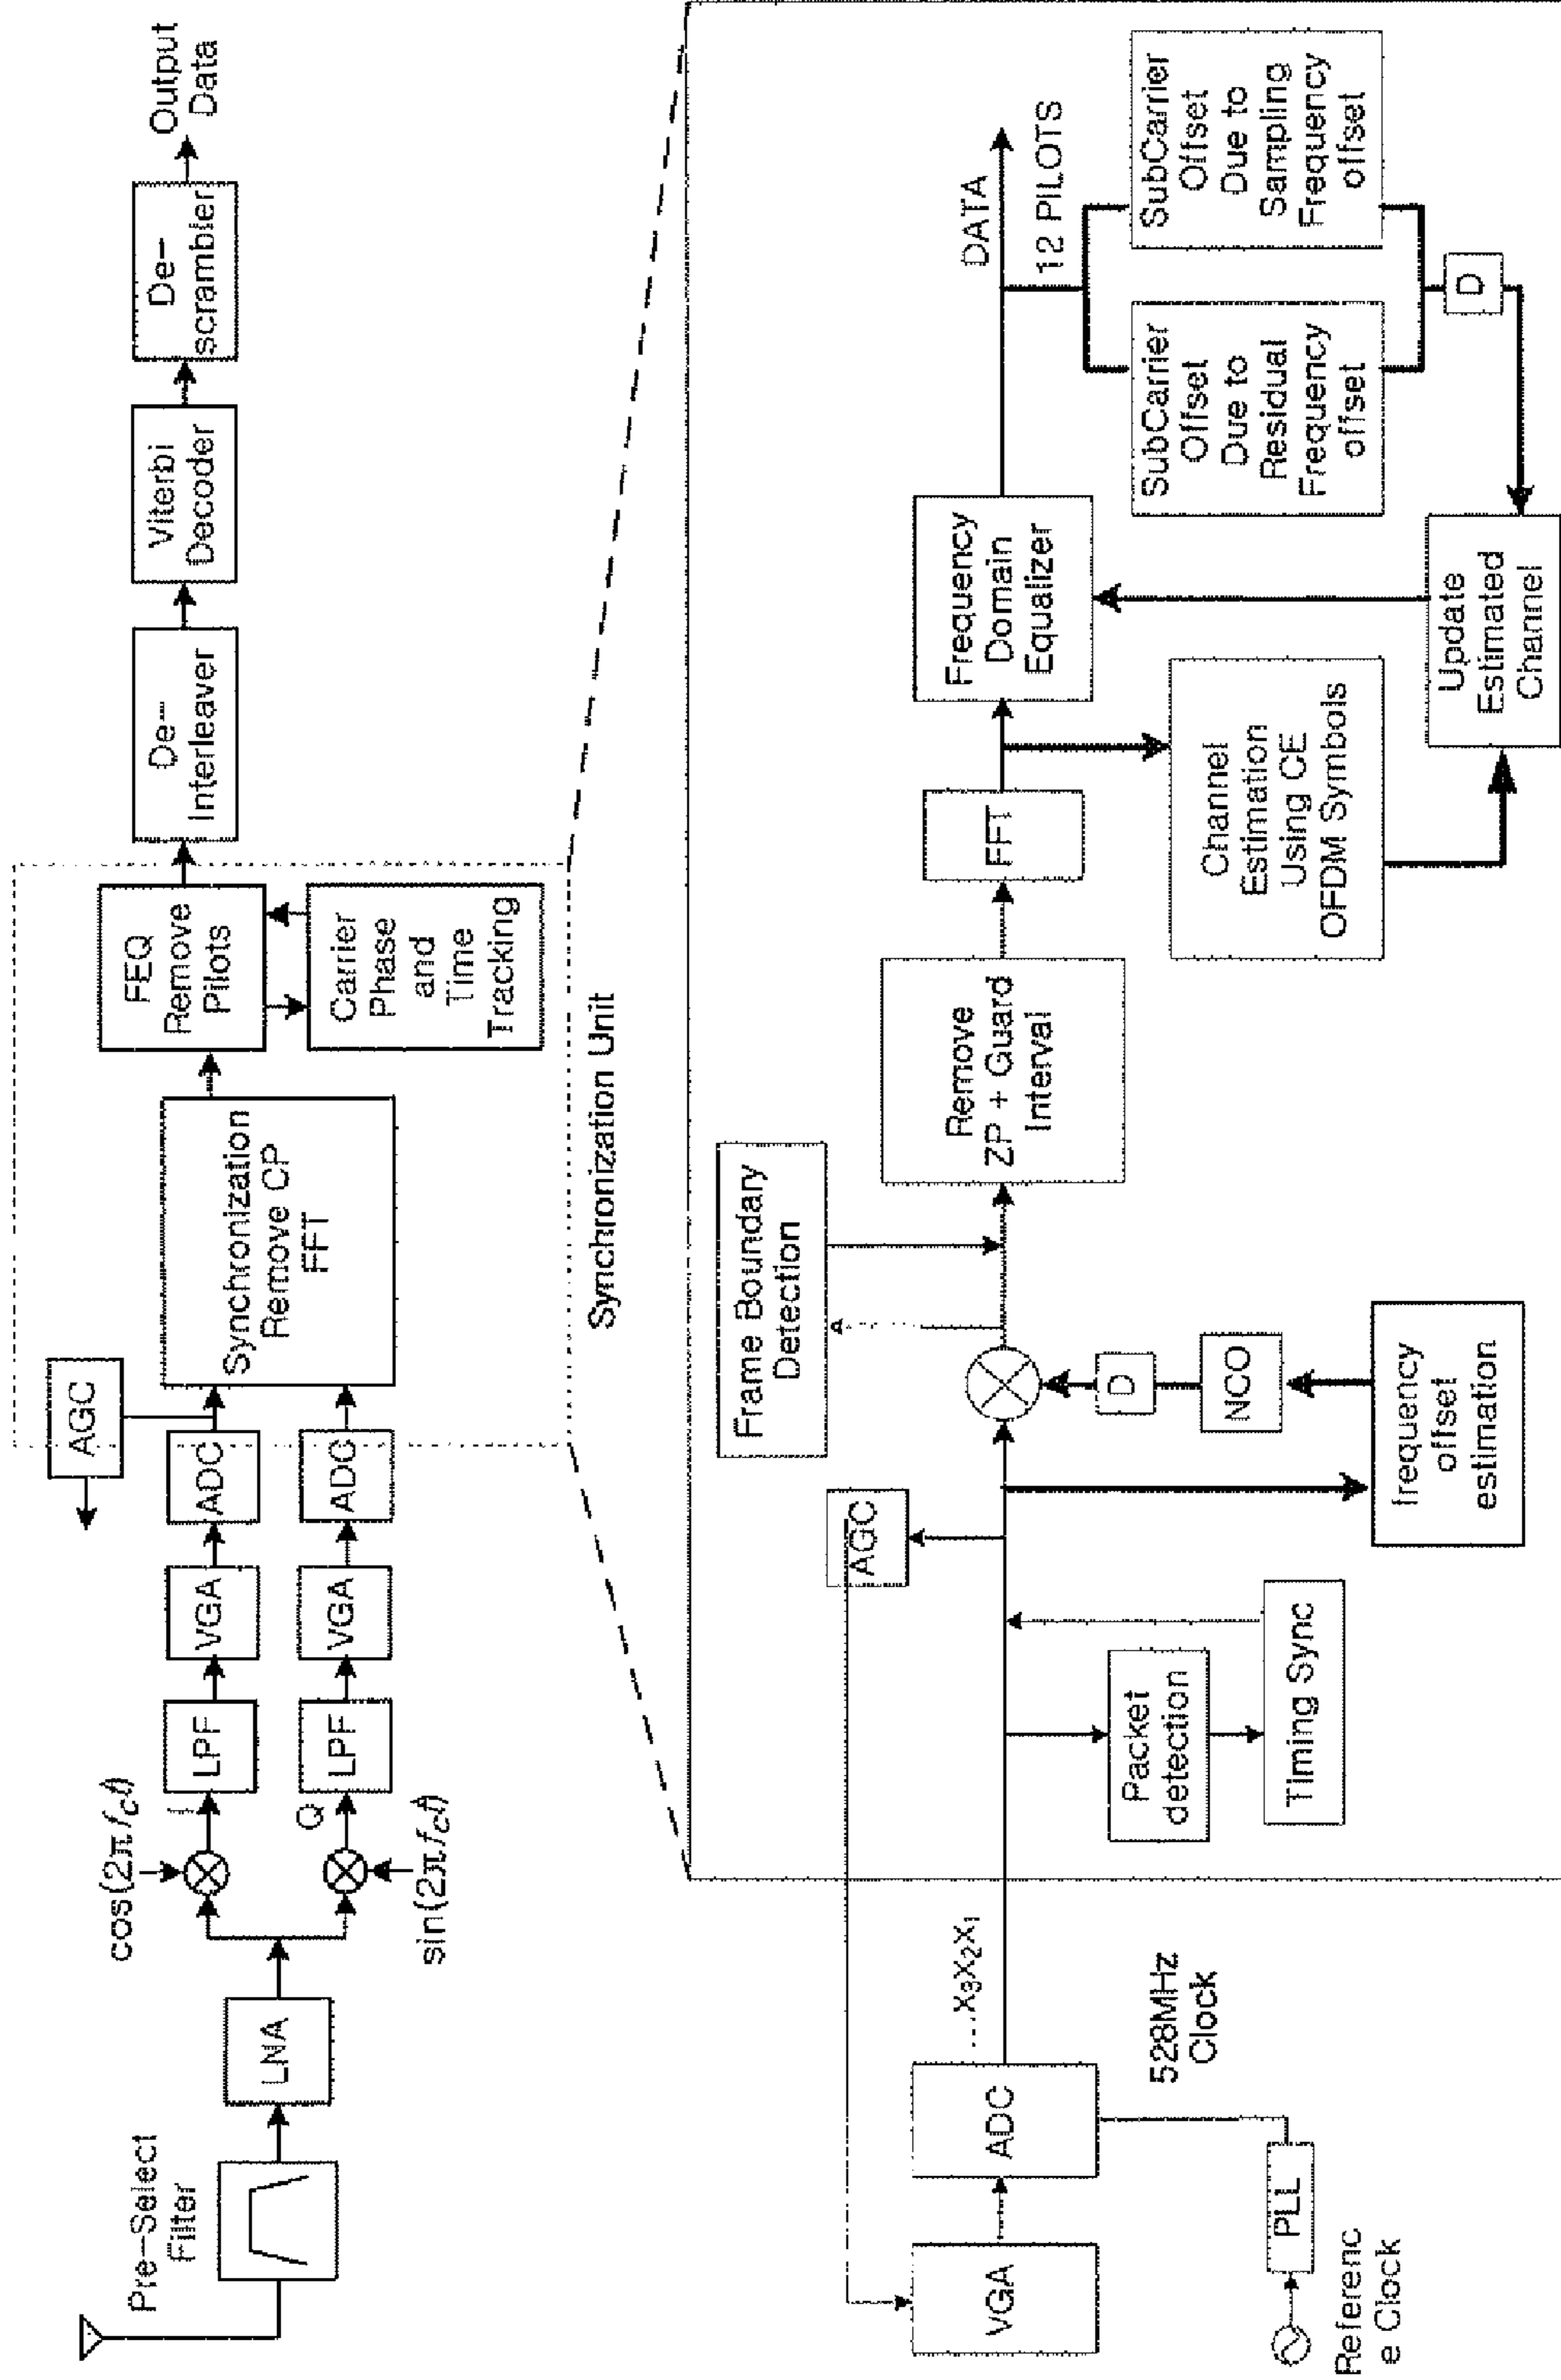 Pre-Select
Filter
LNA
cos(2πfct)
sin(2πfct)
I
Q
LPF
LPF
VGA
VGA
ADC
ADC
AGC
Synchronization
Remove CP
FFT
FEQ
Remove
Pilots
Carrier
Phase
and
Time
Tracking
De-
Interleaver
Viterbi
Decoder
De-
scrambler
Output
Data
Synchronization Unit
VGA
ADC
....X3X2X1
528MHz
Clock
PLL
Referenc
e Clock
Packet
detection
Timing Sync
AGC
frequency
offset
estimation
NCO
D
Frame Boundary
Detection
Remove
ZP + Guard
Interval
FFT
Channel
Estimation
Using CE
OFDM Symbols
Frequency
Domain
Equalizer
Update
Estimated
Channel
DATA
12 PILOTS
SubCarrier
Offset
Due to
Residual
Frequency
offset
SubCarrier
Offset
Due to
Sampling
Frequency
offset
D